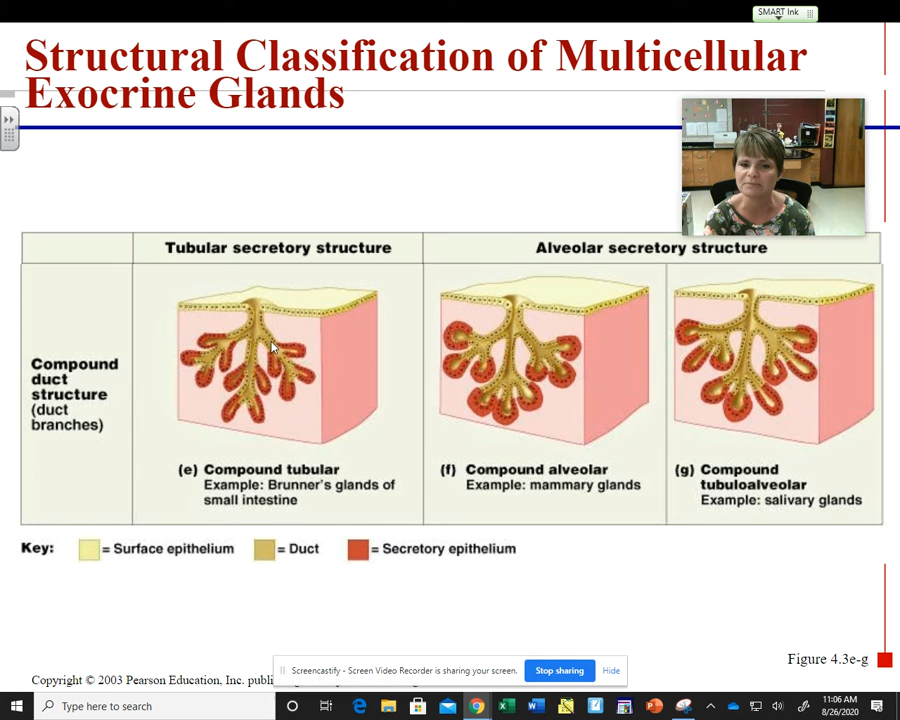 SMART Ink
Structural Classification of Multicellular
Exocrine Glands
Tubular secretory structure
Alveolar secretory structure
Compound
duct
structure
(duct
branches)
(e) Compound tubular
Example: Brunner's glands of
small intestine
(f) Compound alveolar
Example: mammary glands
(g) Compound
tubuloalveolar
Example: salivary glands
Key:
= Surface epithelium
= Duct
= Secretory epithelium
Figure 4.3e-g
Screencastify - Screen Video Recorder is sharing your screen.
Stop sharing
Hide
Copyright © 2003 Pearson Education, Inc.
Type here to search
11:06 AM
8/26/2020